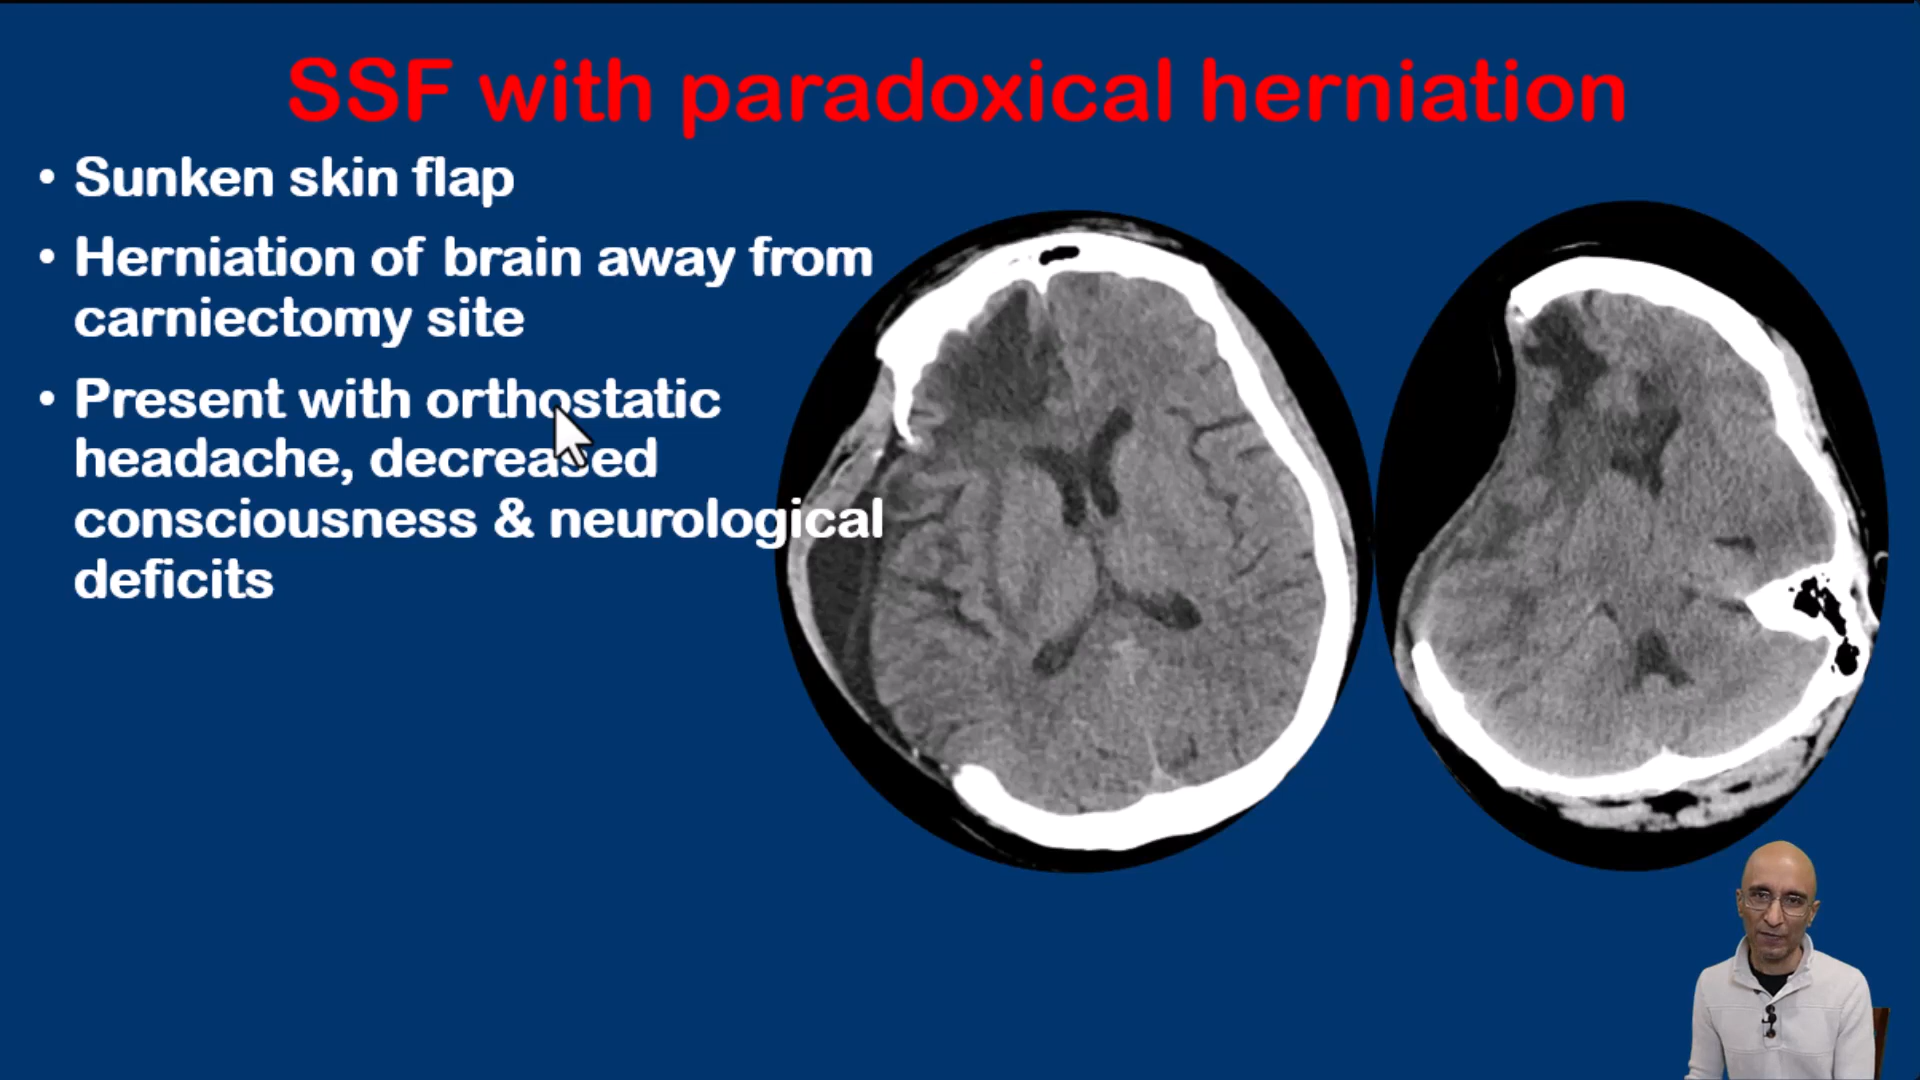 SSF with paradoxical herniation
• Sunken skin flap
• Herniation of brain away from
carniectomy site
• Present with orthostatic
headache, decreased
consciousness & neurological
deficits